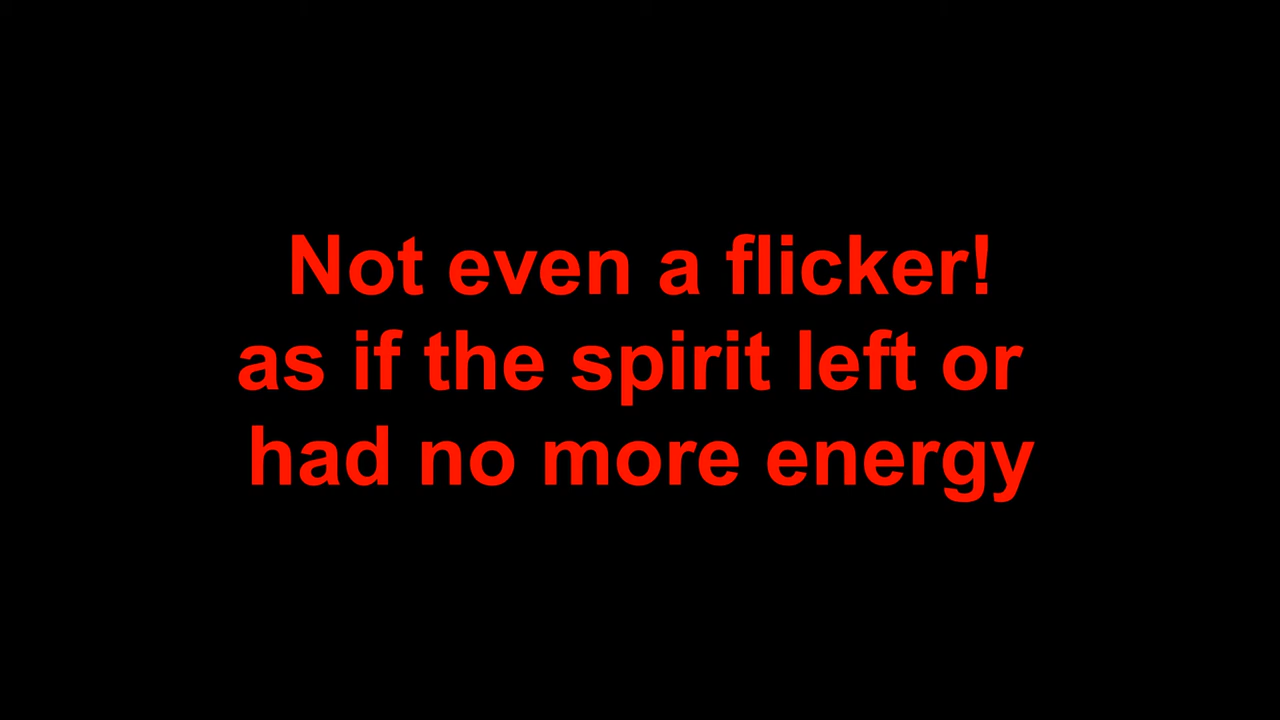 Not even a flicker!
as if the spirit left or
had no more energy